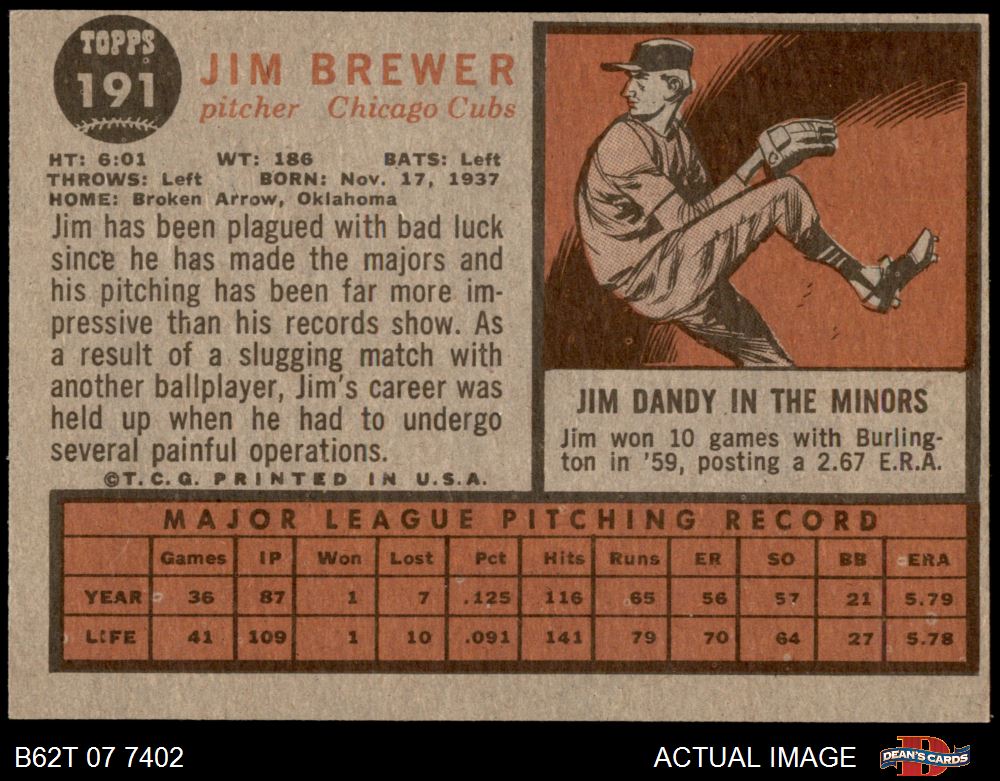 TOPPS
191
JIM BREWER
pitcher Chicago Cubs
HT: 6:01 WT: 186 BATS: Left
THROWS: Left BORN: Nov. 17, 1937
HOME: Broken Arrow, Oklahoma
Jim has been plagued with bad luck
since he has made the majors and
his pitching has been far more im-
pressive than his records show. As
a result of a slugging match with
another ballplayer, Jim's career was
held up when he had to undergo
several painful operations.
©T.C.G. PRINTED IN U.S.A.
JIM DANDY IN THE MINORS
Jim won 10 games with Burling-
ton in '59, posting a 2.67 E.R.A.
MAJOR LEAGUE PITCHING RECORD
Games IP Won Lost Pct Hits Runs ER SO BB ERA
YEAR 36 87 1 7 .125 116 65 56 57 21 5.79
LIFE 41 109 1 10 .091 141 79 70 64 27 5.78
B62T 07 7402 ACTUAL IMAGE DEAN'S CARDS